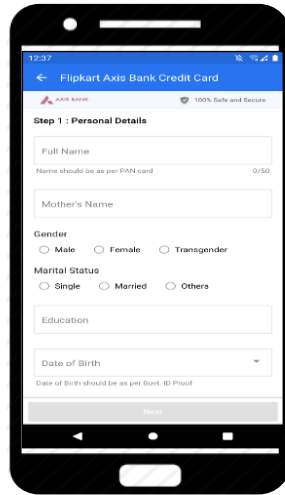 12:37
Flipkart Axis Bank Credit Card
AXIS BANK 100% Safe and Secure
Step 1 : Personal Details
Full Name
Name should be as per PAN card 0/50
Mother's Name
Gender
Male Female Transgender
Marital Status
Single Married Others
Education
Date of Birth
Date of Birth should be as per Govt. ID Proof
Next